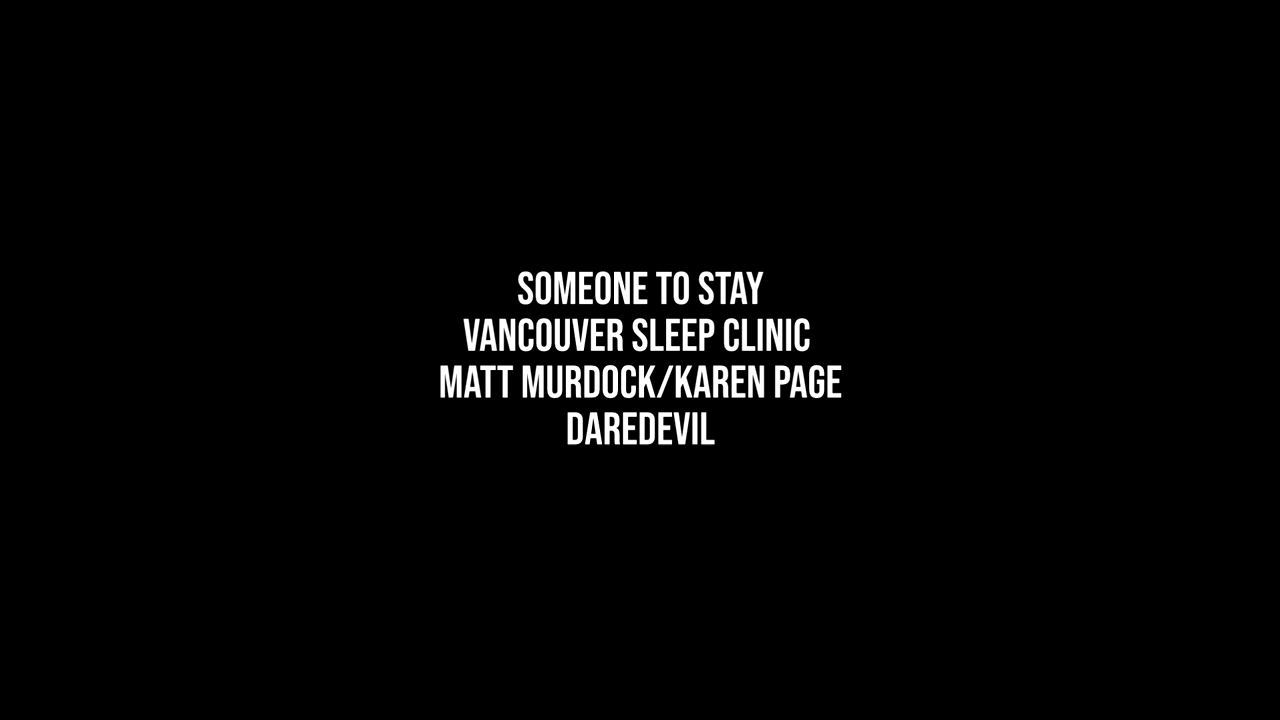 SOMEONE TO STAY
VANCOUVER SLEEP CLINIC
MATT MURDOCK/KAREN PAGE
DAREDEVIL